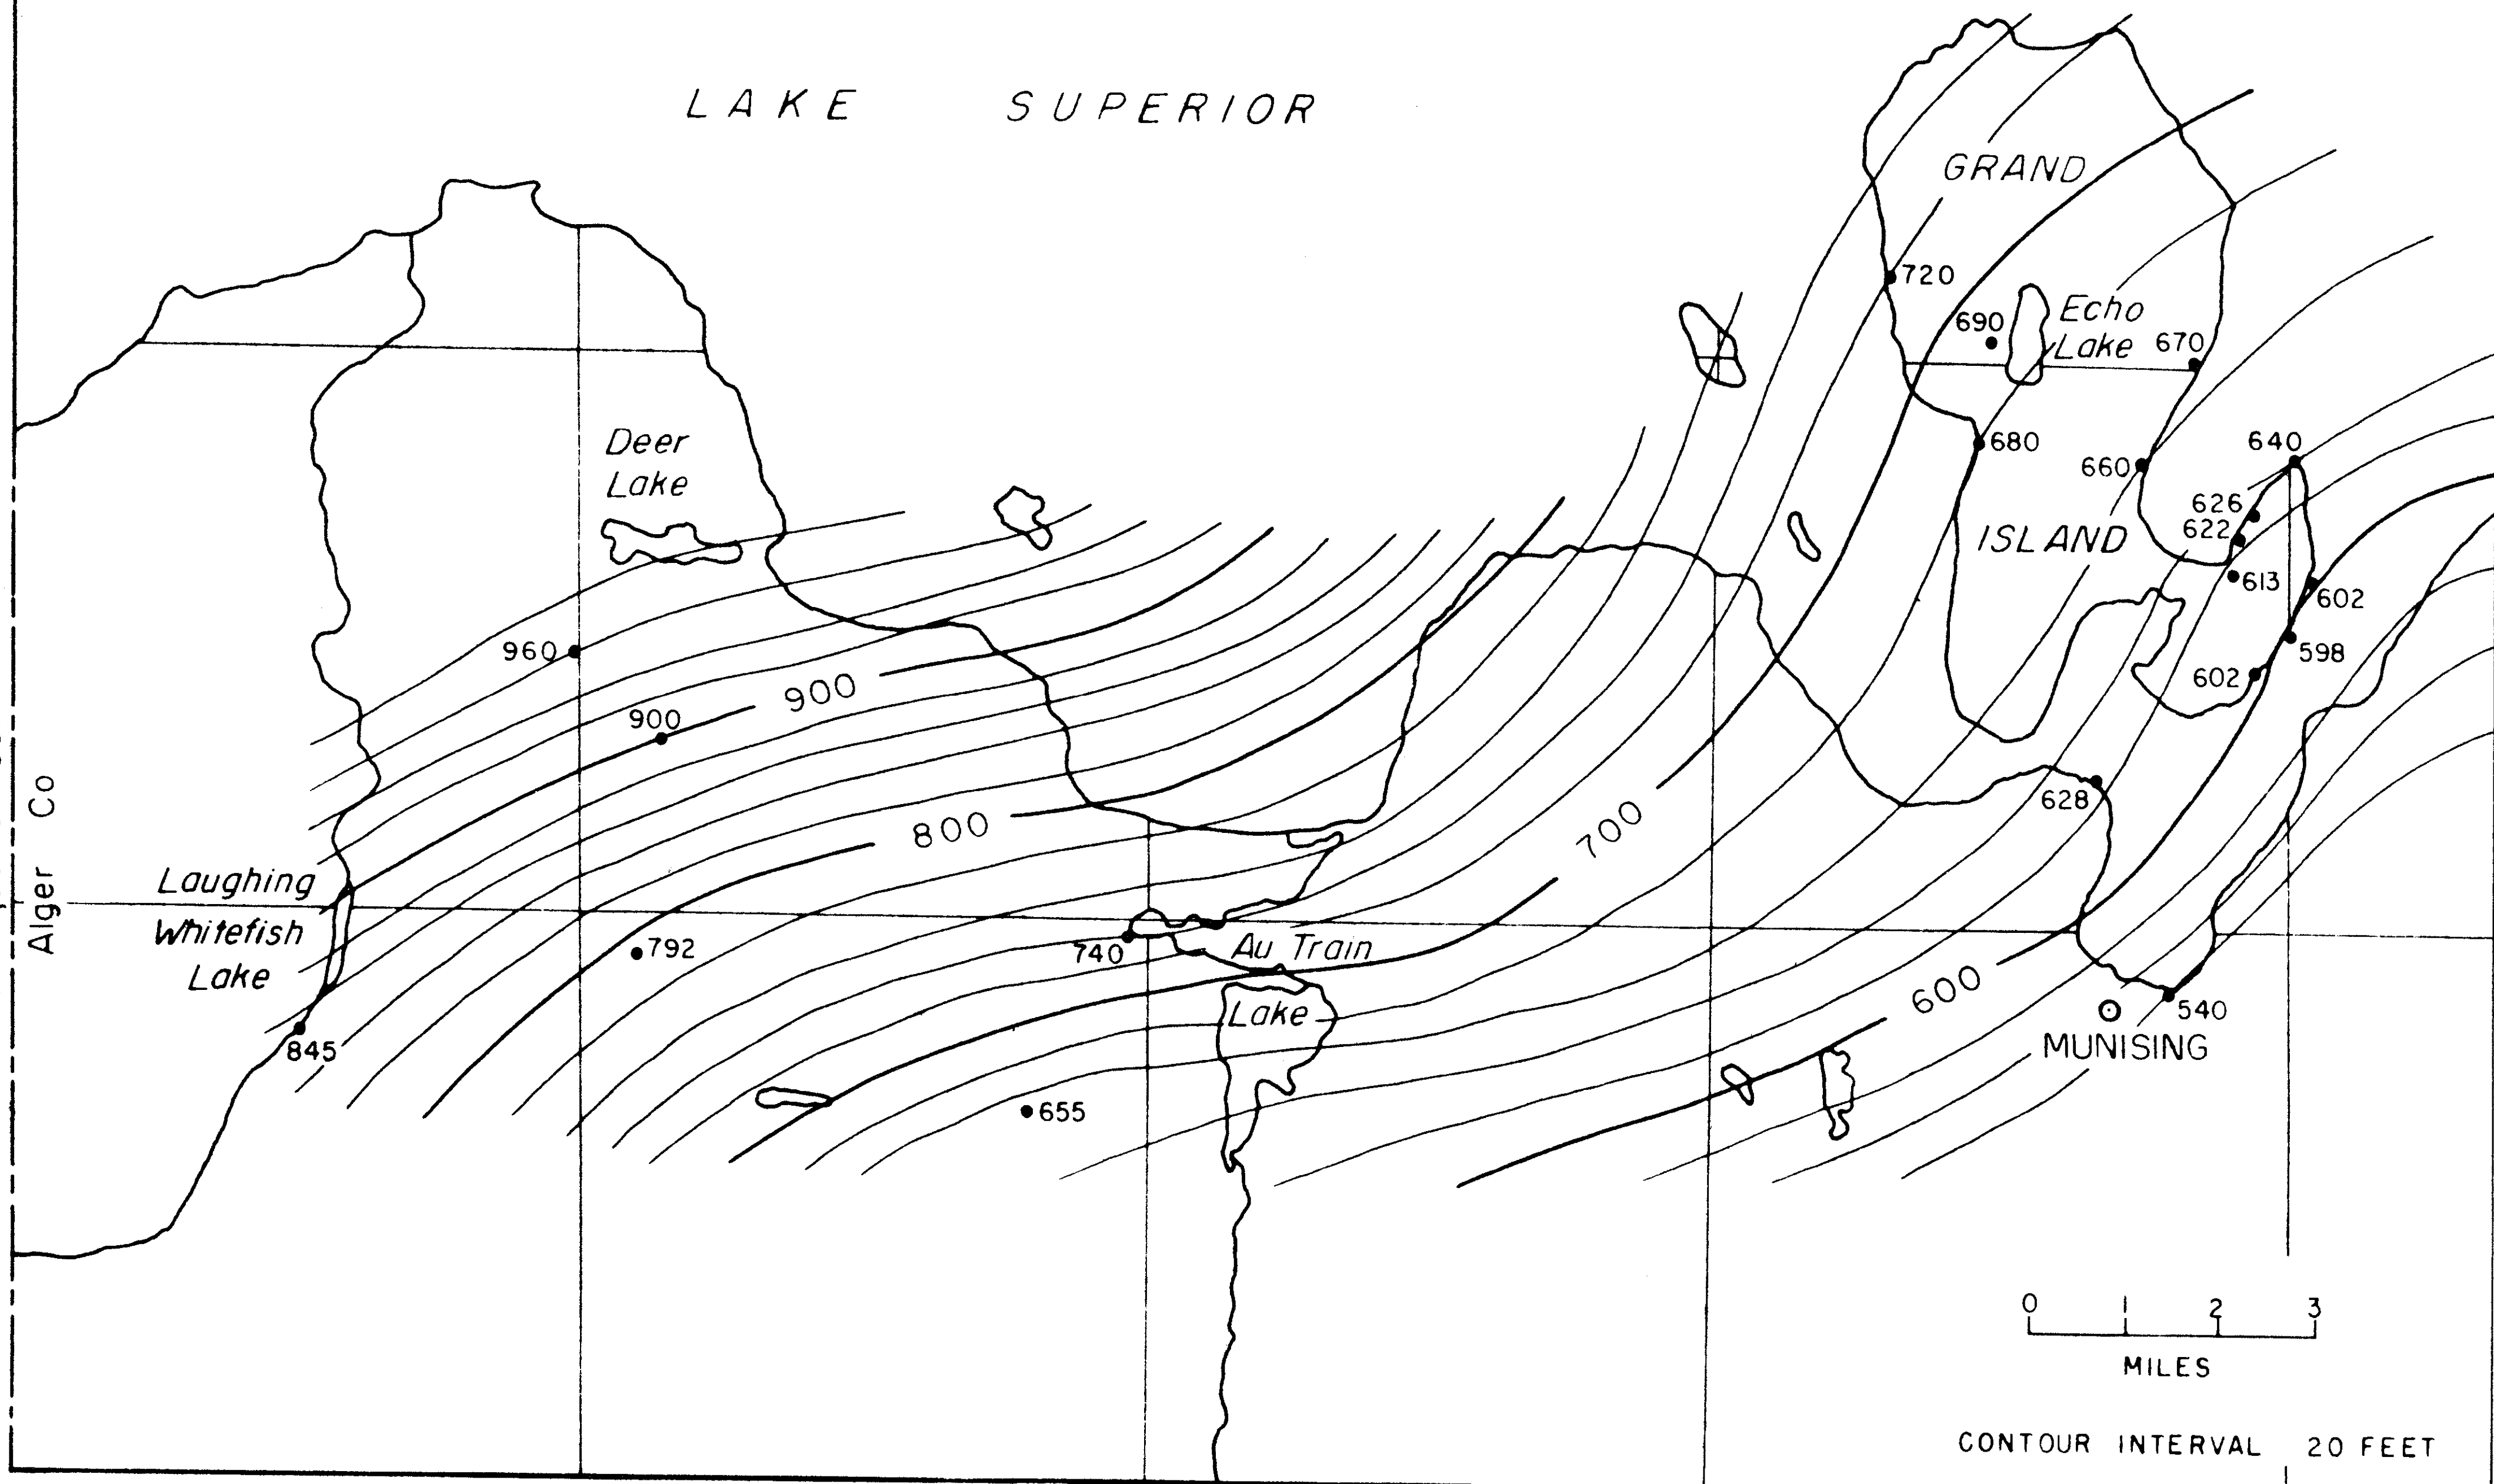 LAKE SUPERIOR
GRAND
720
Echo
690
Lake
670
Deer
Lake
680
640
660
626
622
ISLAND
613
602
960
598
602
900
900
628
800
700
Alger Co
Laughing
Whitefish
Lake
792
740
Au Train
Lake
600
540
MUNISING
845
655
0 1 2 3
MILES
CONTOUR INTERVAL 20 FEET